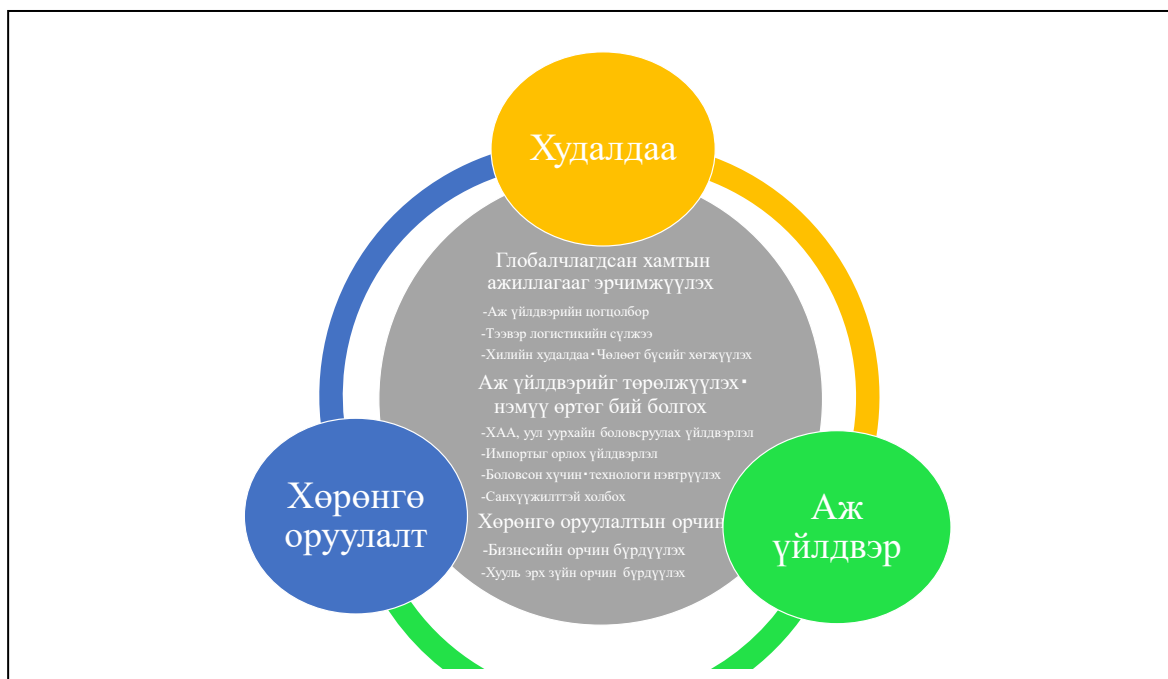 Худалдаа
Глобалчлагдсан хамтын
ажиллагааг эрчимжүүлэх
-Аж үйлдвэрийн цогцолбор
-Тээвэр логистикийн сүлжээ
-Хилийн худалдаа・Чөлөөт бүсийг хөгжүүлэх
Аж үйлдвэрийг төрөлжүүлэх・
нэмүү өртөг бий болгох
-ХАА, уул уурхайн боловсруулах үйлдвэрлэл
-Импортыг орлох үйлдвэрлэл
-Боловсон хүчин・технологи нэвтрүүлэх
-Санхүүжилттэй холбох
Хөрөнгө оруулалтын орчин
-Бизнесийн орчин бүрдүүлэх
-Хууль эрх зүйн орчин бүрдүүлэх
Хөрөнгө
оруулалт
Аж
үйлдвэр